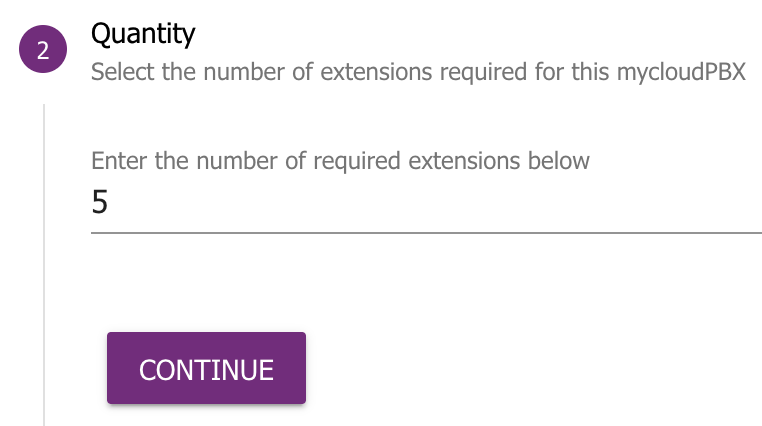 2
Quantity
Select the number of extensions required for this mycloudPBX
Enter the number of required extensions below
5
CONTINUE